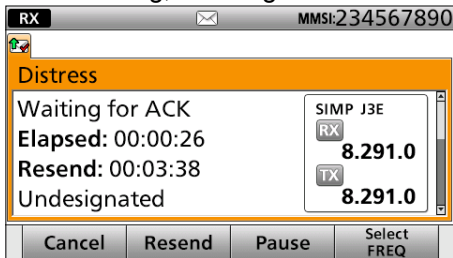 RX MMSI:234567890
Distress
Waiting for ACK
Elapsed: 00:00:26
Resend: 00:03:38
Undesignated
SIMP J3E
RX
8.291.0
TX
8.291.0
Cancel Resend Pause Select FREQ